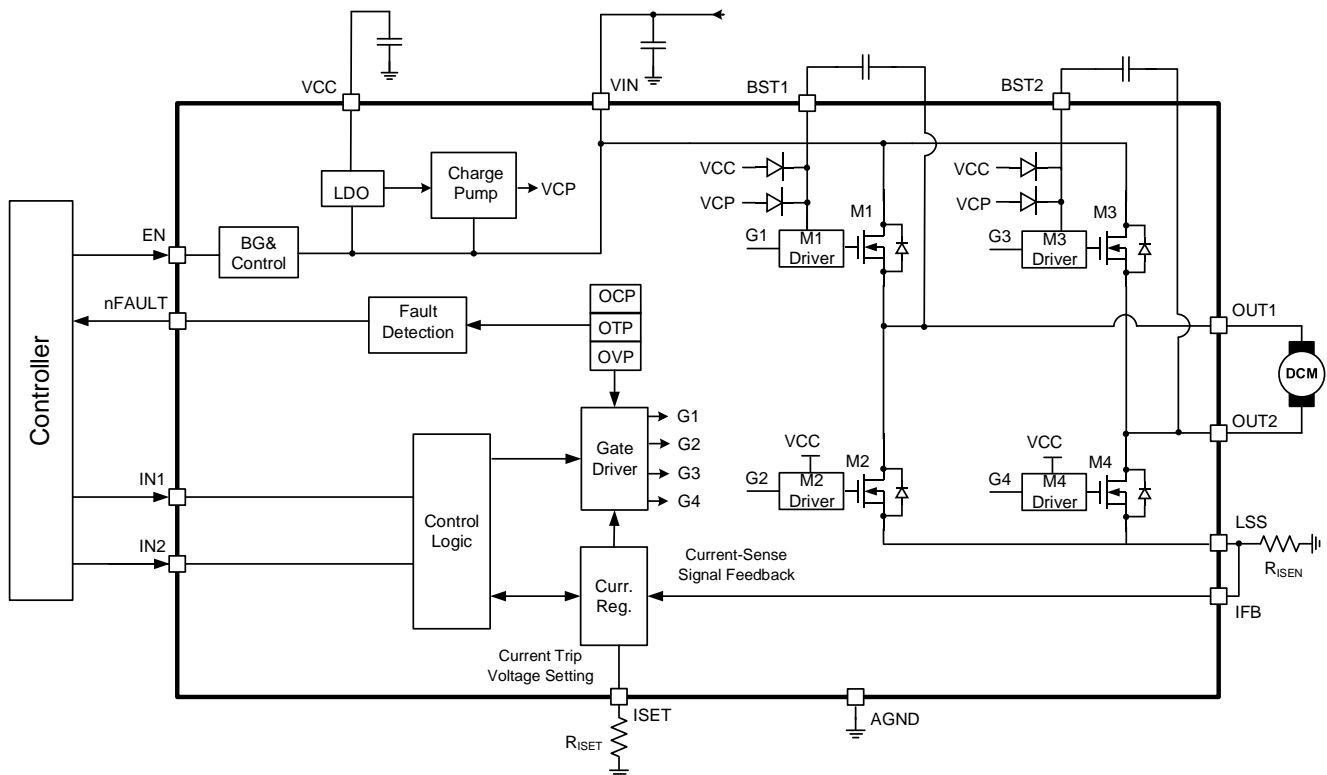 VCC
VIN
BST1
BST2
LDO
Charge
Pump
VCP
VCC
VCP
VCC
VCP
M1
M3
G1
M1
Driver
G3
M3
Driver
EN
BG&
Control
nFAULT
Fault
Detection
OCP
OTP
OVP
OUT1
DCM
OUT2
Controller
Gate
Driver
G1
G2
G3
G4
VCC
VCC
M2
M4
G2
M2
Driver
G4
M4
Driver
IN1
IN2
Control
Logic
Curr.
Reg.
Current-Sense
Signal Feedback
LSS
RISEN
IFB
Current Trip
Voltage Setting
ISET
RISET
AGND